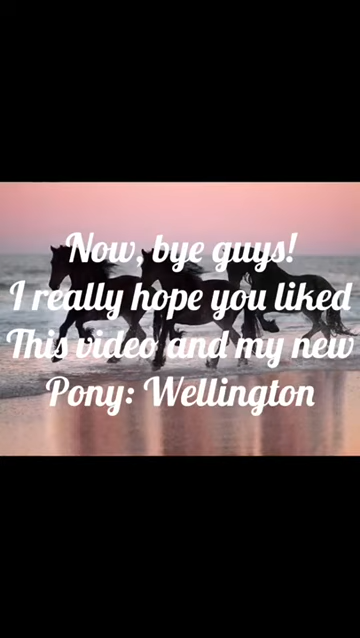 Now, bye guys!
I really hope you liked
This video and my new
Pony: Wellington